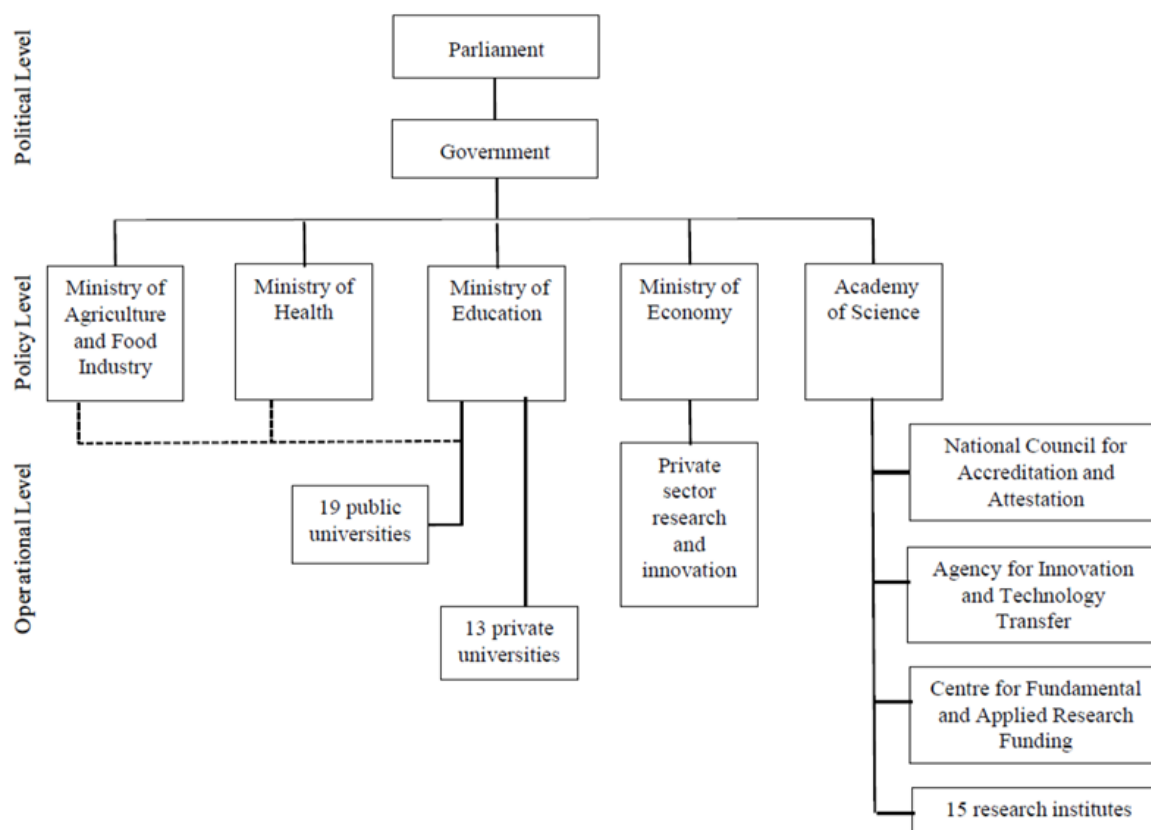 Political Level
Parliament
Government
Policy Level
Ministry of
Agriculture
and Food
Industry
Ministry of
Health
Ministry of
Education
Ministry of
Economy
Academy
of Science
Operational Level
19 public
universities
13 private
universities
Private
sector
research
and
innovation
National Council for
Accreditation and
Attestation
Agency for Innovation
and Technology
Transfer
Centre for Fundamental
and Applied Research
Funding
15 research institutes